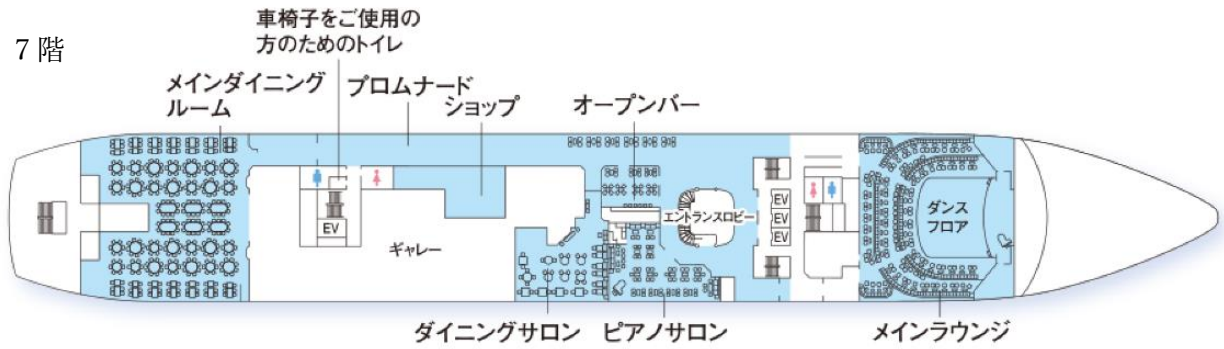 7階
車椅子をご使用の
方のためのトイレ
メインダイニング
ルーム
プロムナード
ショップ
オープンバー
エントランスロビー
EV
EV
EV
EV
ギャレー
ダンス
フロア
ダイニングサロン
ピアノサロン
メインラウンジ